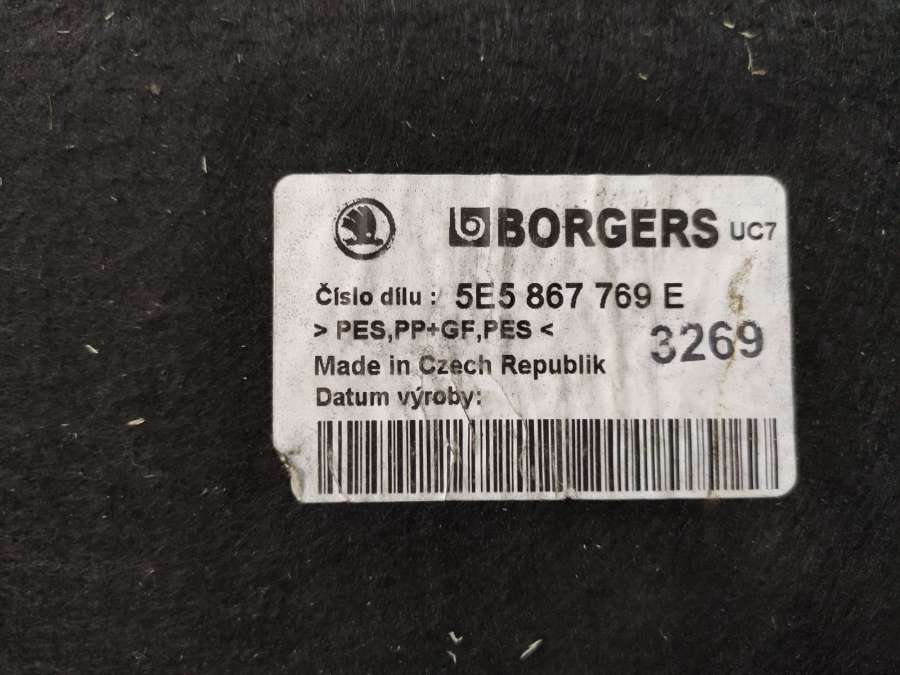 BORGERS UC7
Číslo dílu : 5E5 867 769 E
> PES,PP+GF,PES <
3269
Made in Czech Republik
Datum výroby: